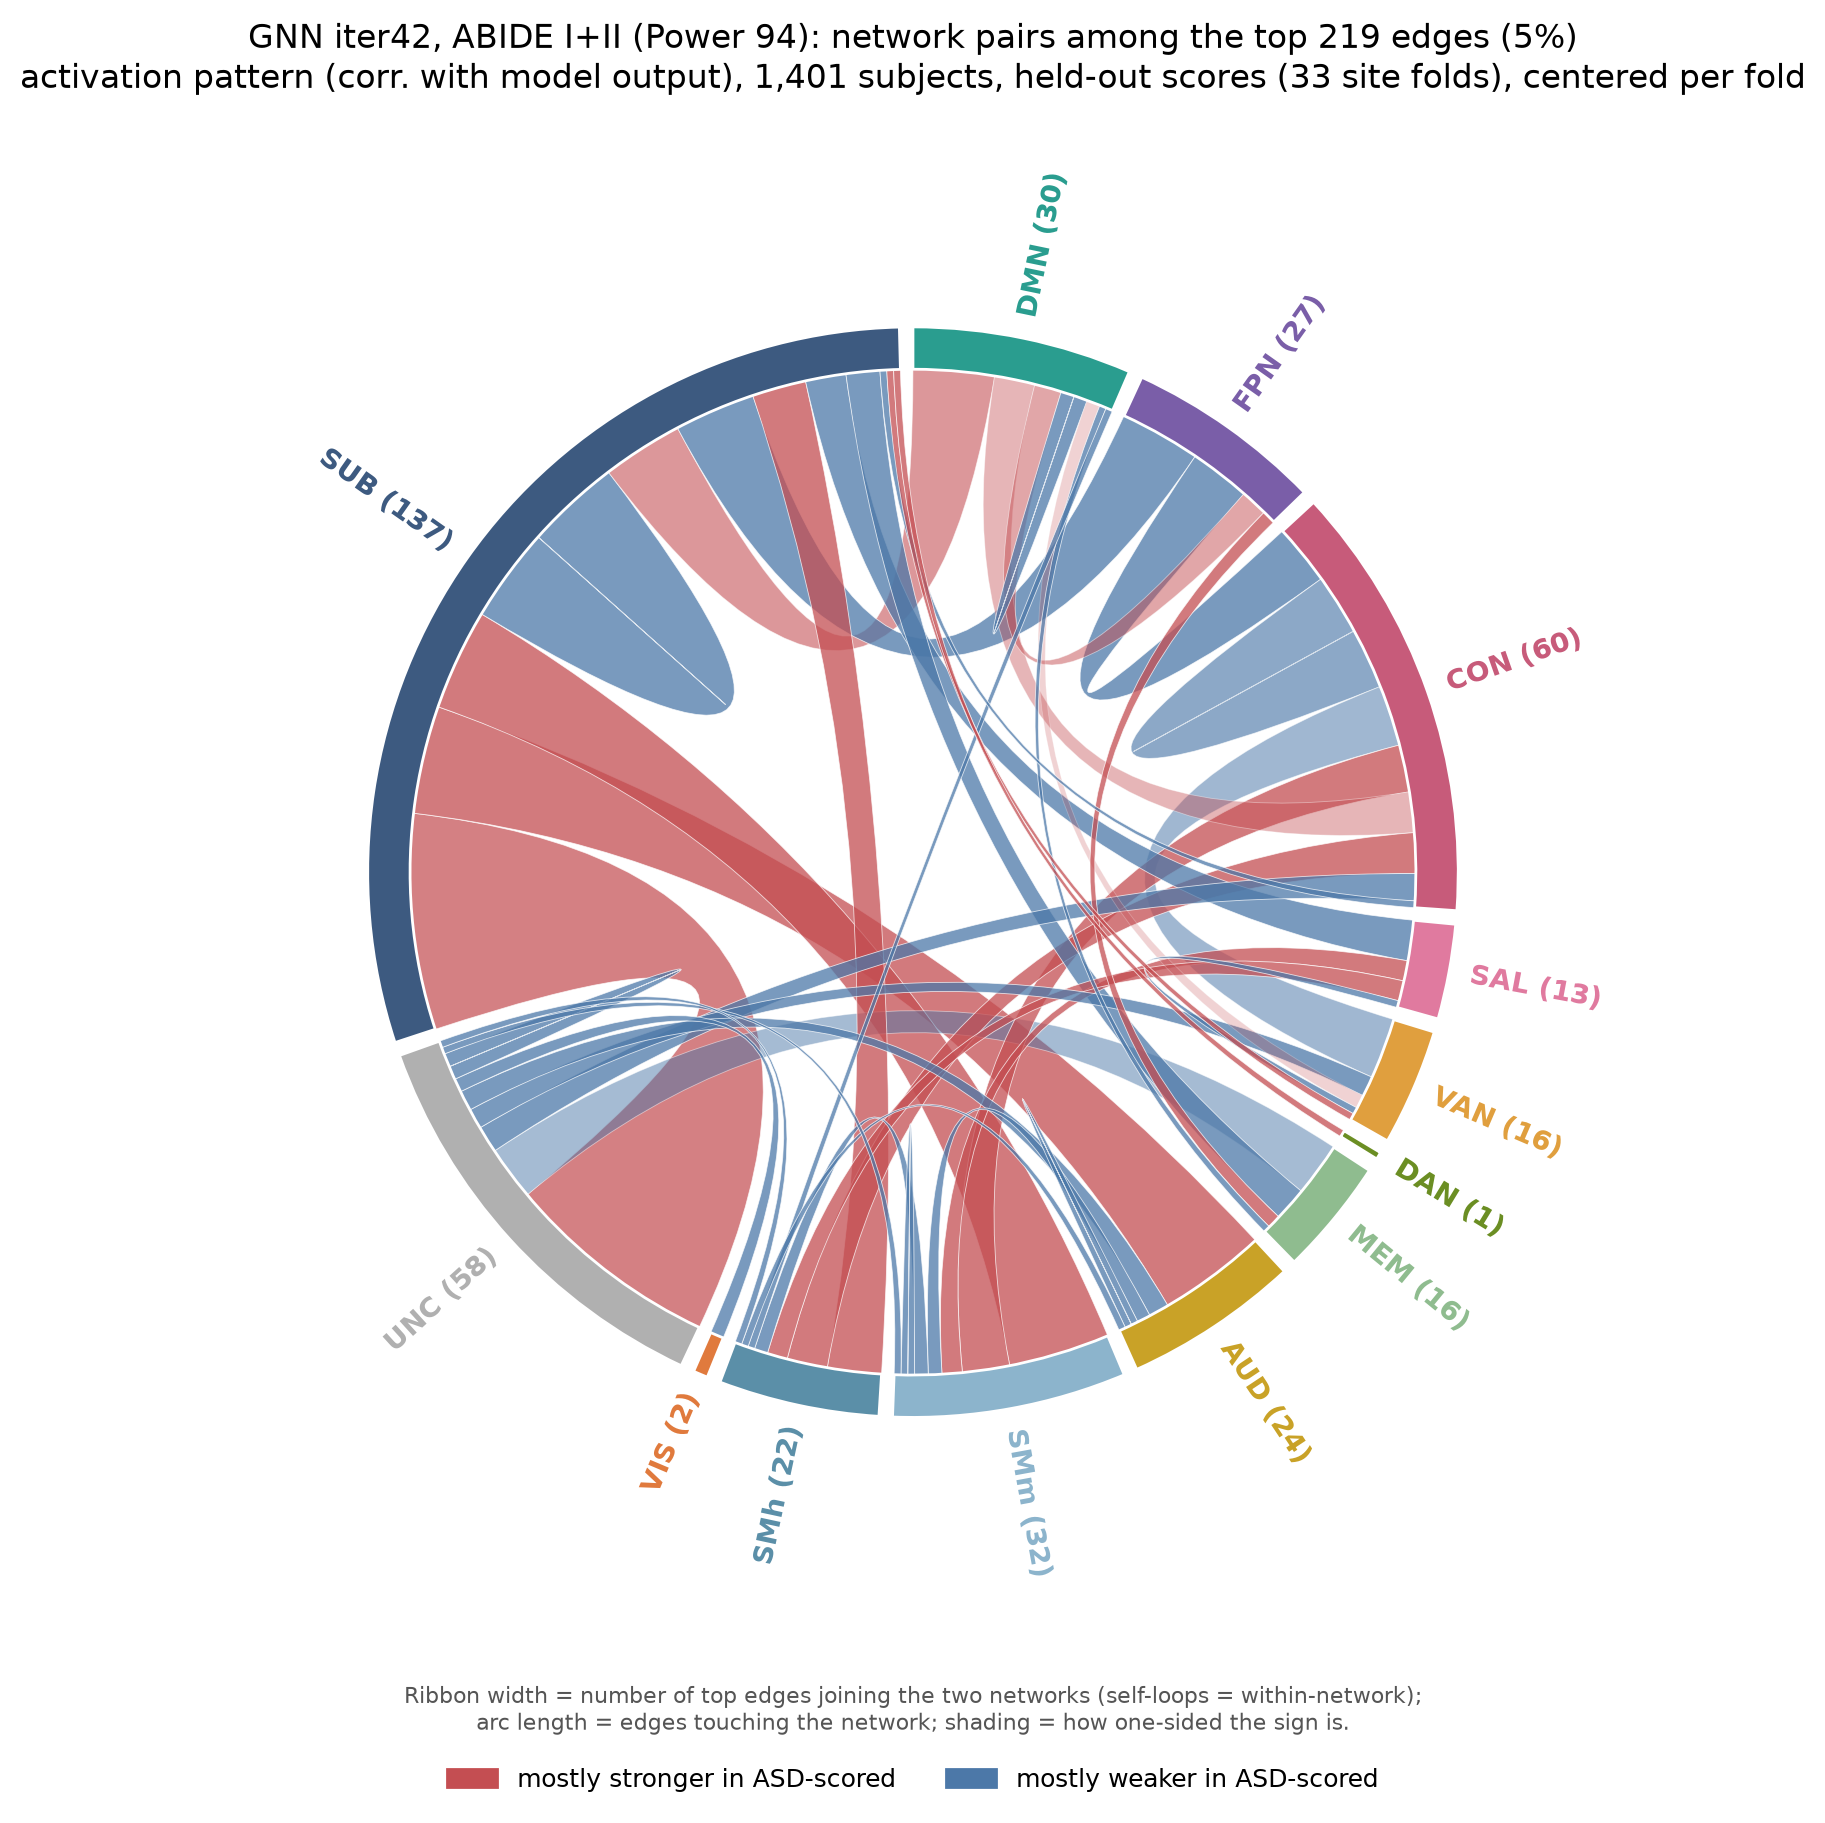 GNN iter42, ABIDE I+II (Power 94): network pairs among the top 219 edges (5%)
activation pattern (corr. with model output), 1,401 subjects, held-out scores (33 site folds), centered per fold
DMN (30)
FPN (27)
CON (60)
SAL (13)
VAN (16)
DAN (1)
MEM (16)
AUD (24)
SMm (32)
SMh (22)
VIS (2)
UNC (58)
SUB (137)
Ribbon width = number of top edges joining the two networks (self-loops = within-network);
arc length = edges touching the network; shading = how one-sided the sign is.
mostly stronger in ASD-scored
mostly weaker in ASD-scored